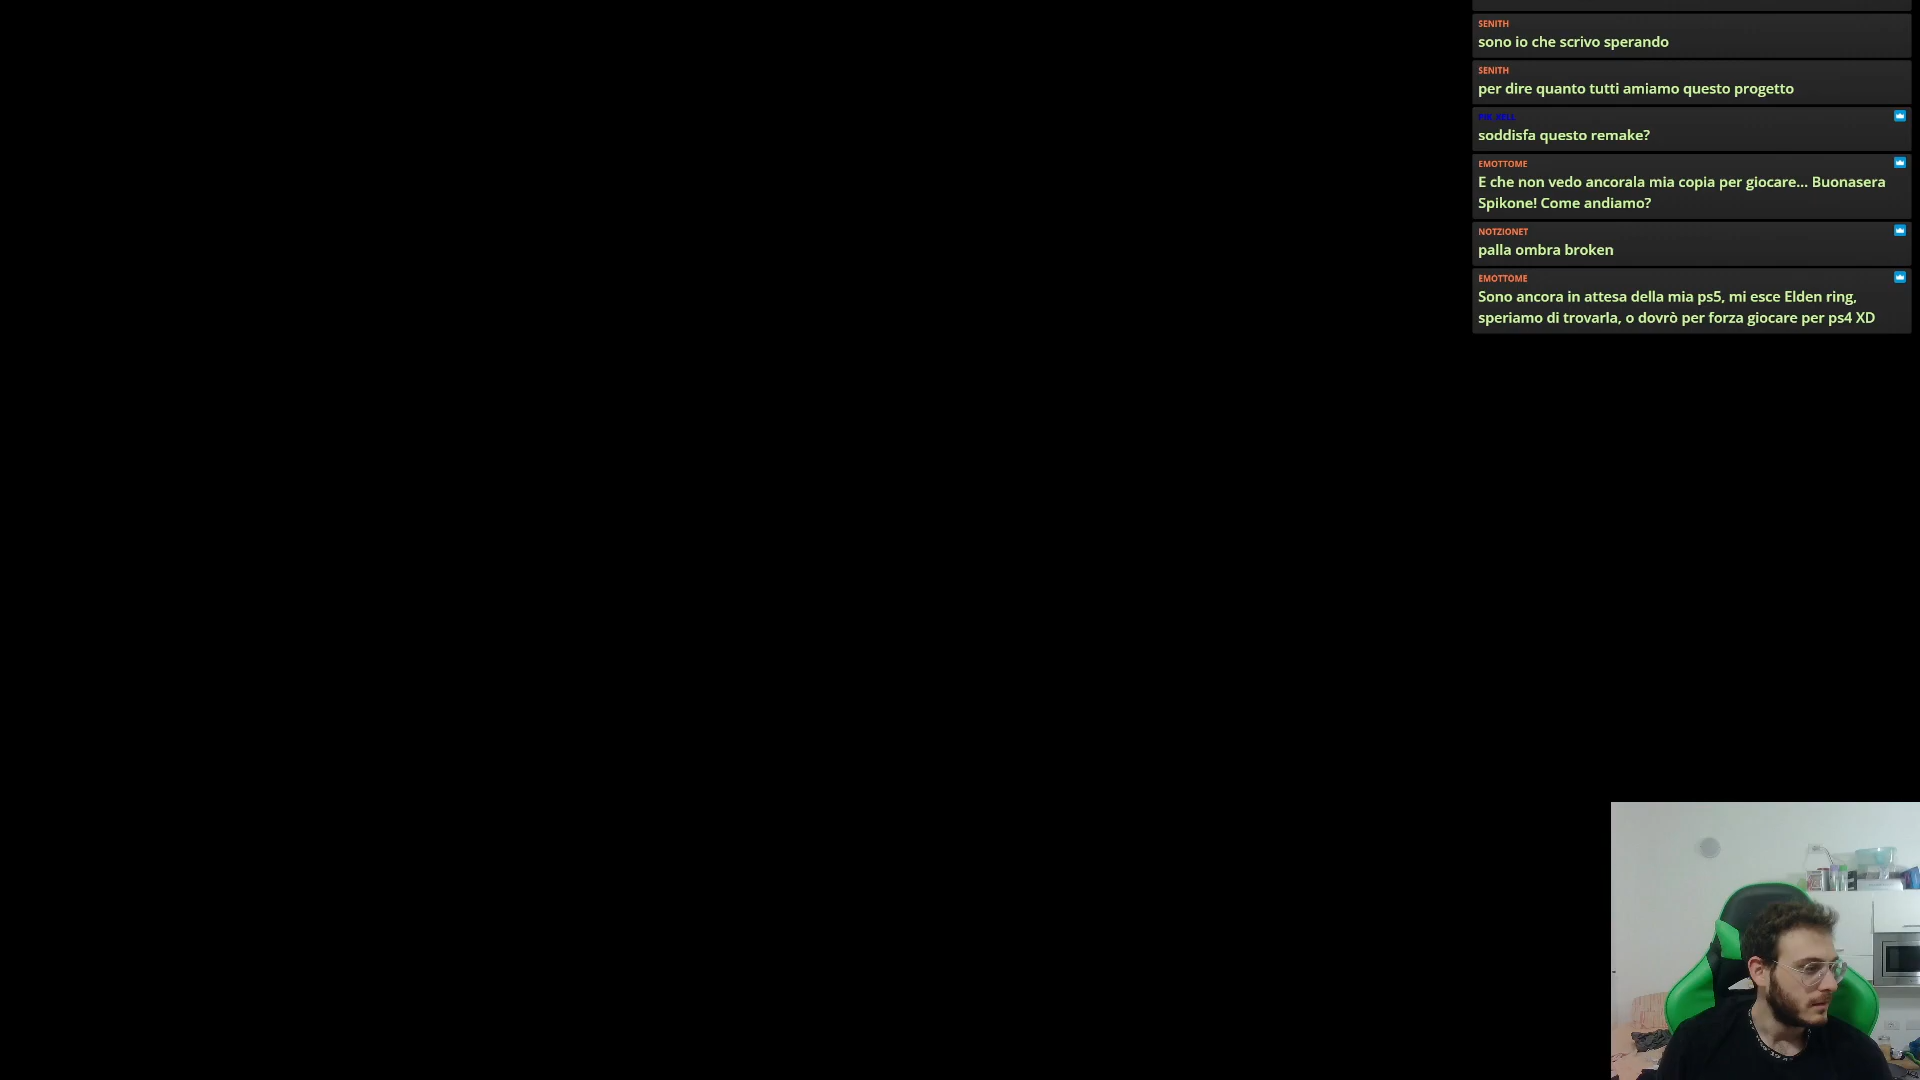 SENITH
sono io che scrivo sperando
SENITH
per dire quanto tutti amiamo questo progetto
PIK_KELL
soddisfa questo remake?
EMOTTOME
E che non vedo ancorala mia copia per giocare... Buonasera
Spikone! Come andiamo?
NOTZIONET
palla ombra broken
EMOTTOME
Sono ancora in attesa della mia ps5, mi esce Elden ring,
speriamo di trovarla, o dovrò per forza giocare per ps4 XD